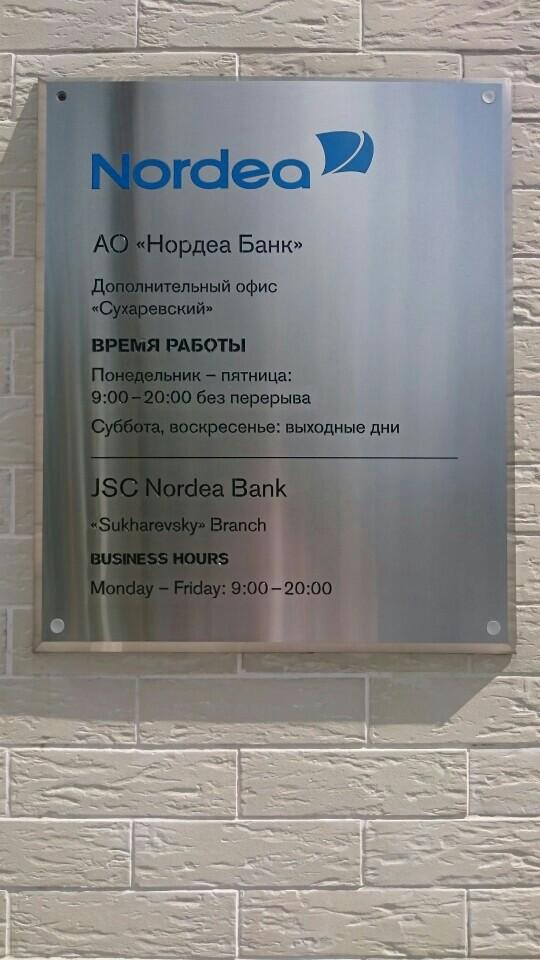 Nordea
АО «Нордеа Банк»
Дополнительный офис
«Сухаревский»
ВРЕМЯ РАБОТЫ
Понедельник – пятница:
9:00 – 20:00 без перерыва
Суббота, воскресенье: выходные дни
JSC Nordea Bank
«Sukharevsky» Branch
BUSINESS HOURS
Monday – Friday: 9:00 – 20:00